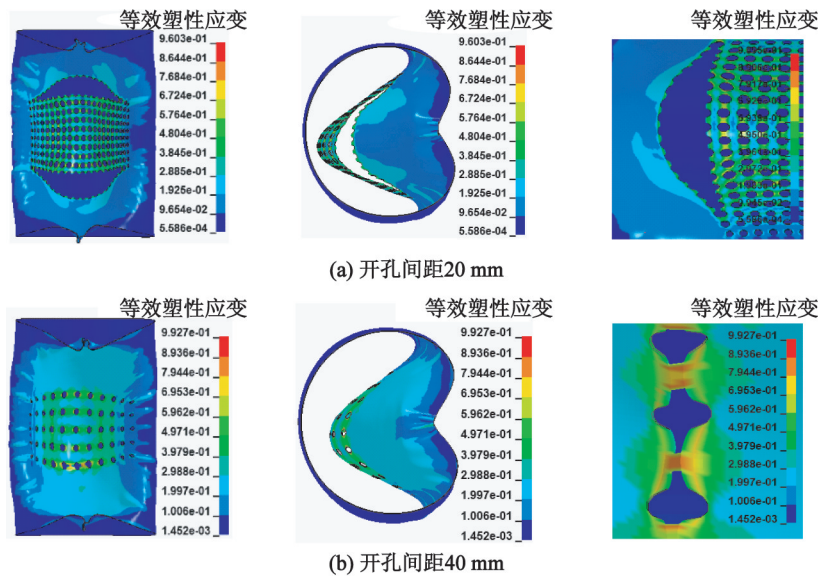 等效塑性应变
9.603e-01
8.644e-01
7.684e-01
6.724e-01
5.764e-01
4.804e-01
3.845e-01
2.885e-01
1.925e-01
9.654e-02
5.586e-04
等效塑性应变
9.603e-01
8.644e-01
7.684e-01
6.724e-01
5.764e-01
4.804e-01
3.845e-01
2.885e-01
1.925e-01
9.654e-02
5.586e-04
等效塑性应变
7.917e-01
4.950e-01
(a) 开孔间距20 mm
等效塑性应变
9.927e-01
8.936e-01
7.944e-01
6.953e-01
5.962e-01
4.971e-01
3.979e-01
2.988e-01
1.997e-01
1.006e-01
1.452e-03
等效塑性应变
9.927e-01
8.936e-01
7.944e-01
6.953e-01
5.962e-01
4.971e-01
3.979e-01
2.988e-01
1.997e-01
1.006e-01
1.452e-03
等效塑性应变
9.927e-01
8.936e-01
7.944e-01
6.953e-01
5.962e-01
4.971e-01
3.979e-01
2.988e-01
1.997e-01
1.006e-01
1.452e-03
(b) 开孔间距40 mm